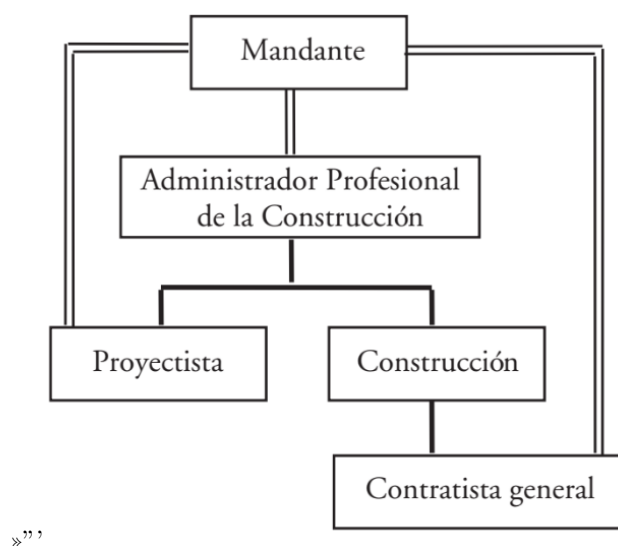 Mandante
Administrador Profesional
de la Construcción
Proyectista
Construcción
Contratista general
»”’